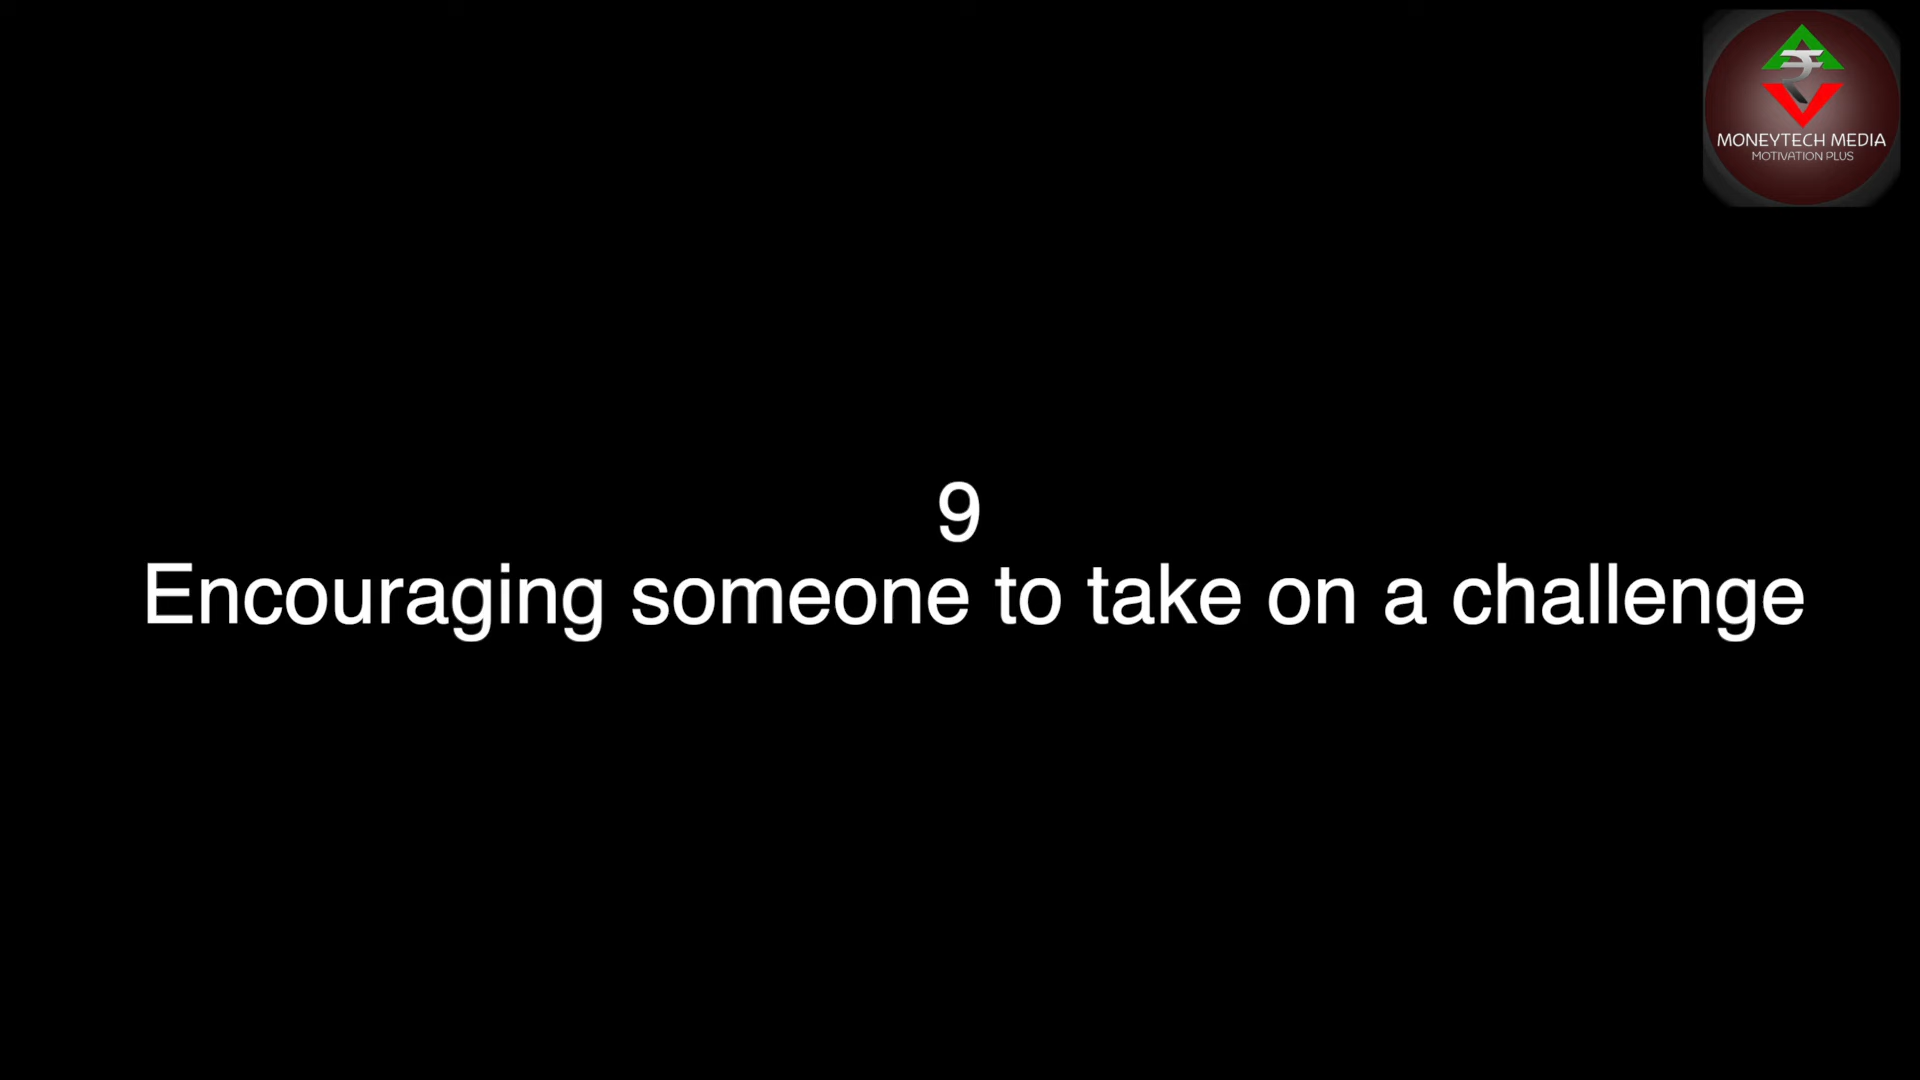 ₹
MONEYTECH MEDIA
MOTIVATION PLUS
9
Encouraging someone to take on a challenge